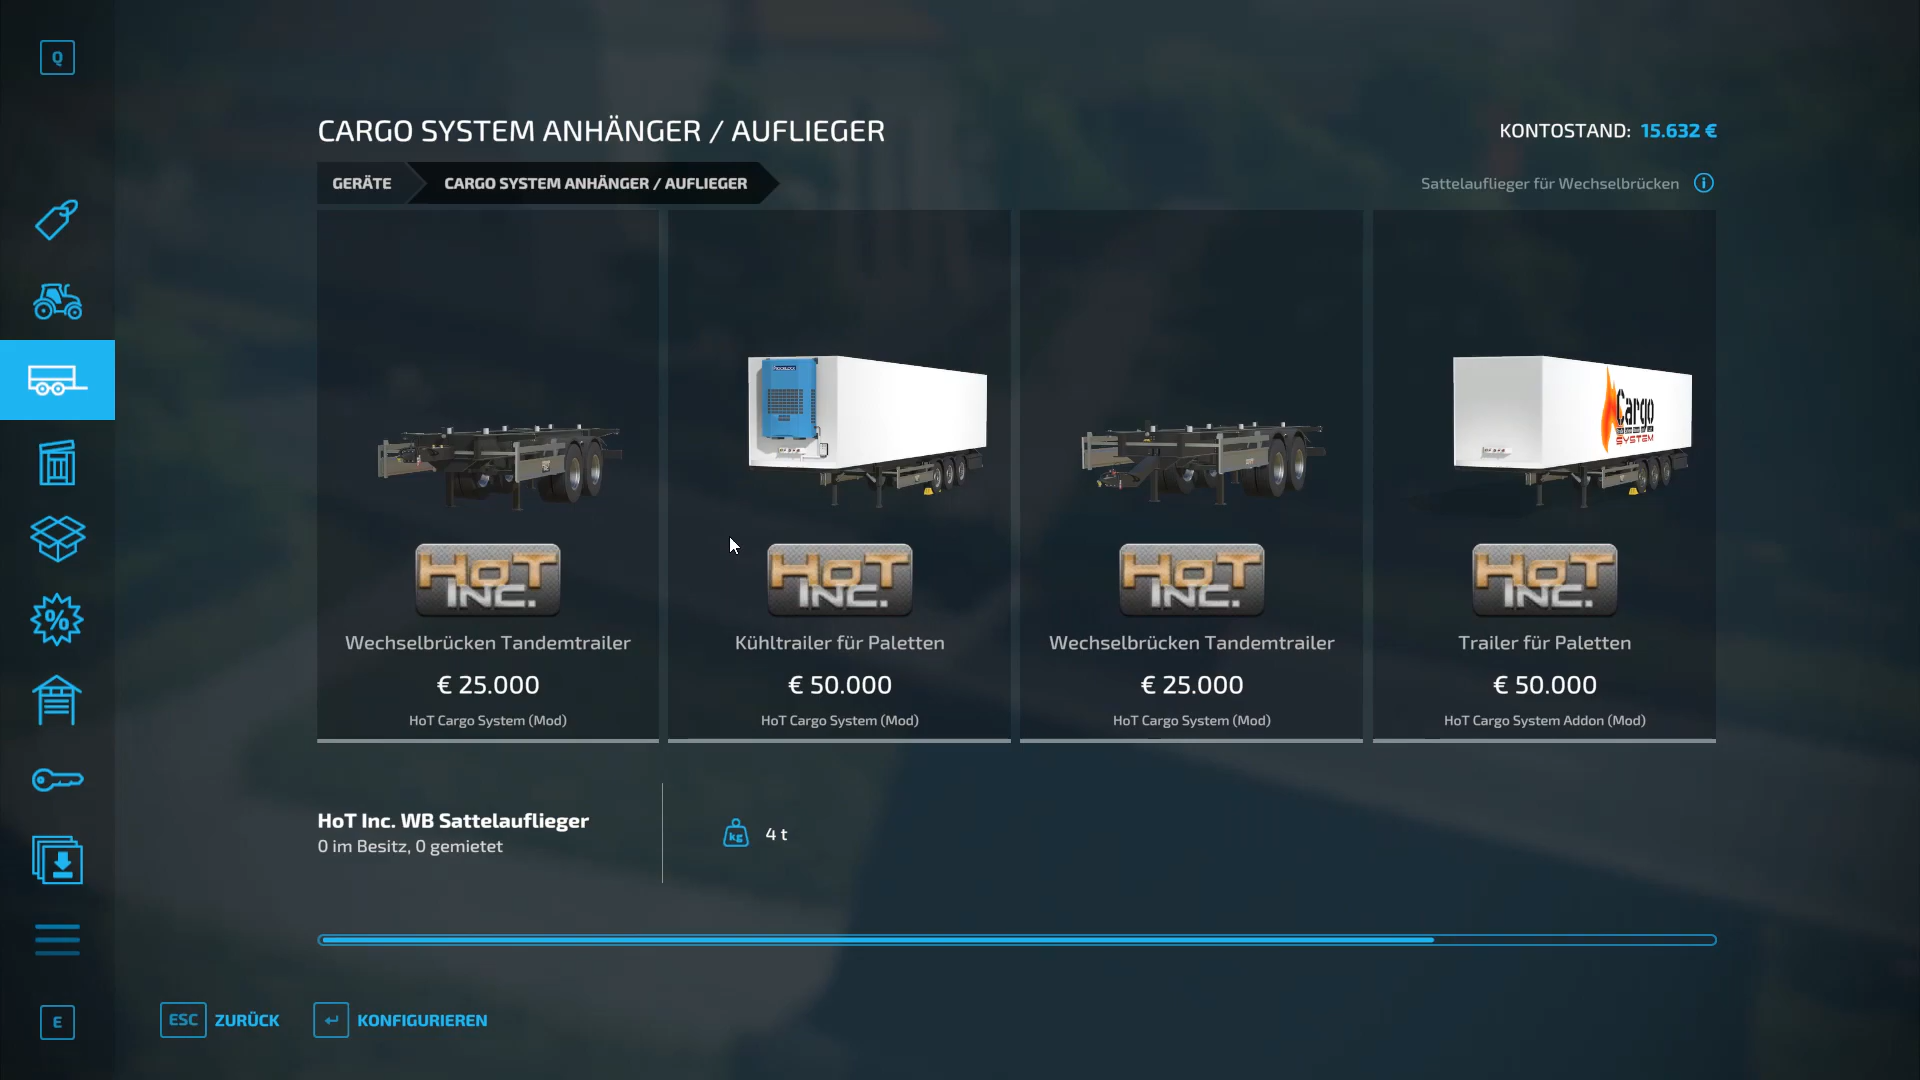 Q
CARGO SYSTEM ANHÄNGER / AUFLIEGER
KONTOSTAND: 15.632 €
GERÄTE
CARGO SYSTEM ANHÄNGER / AUFLIEGER
Sattelauflieger für Wechselbrücken
Cargo
SYSTEM
HoT INC.
HoT INC.
HoT INC.
HoT INC.
Wechselbrücken Tandemtrailer
Kühltrailer für Paletten
Wechselbrücken Tandemtrailer
Trailer für Paletten
€ 25.000
€ 50.000
€ 25.000
€ 50.000
HoT Cargo System (Mod)
HoT Cargo System (Mod)
HoT Cargo System (Mod)
HoT Cargo System Addon (Mod)
HoT Inc. WB Sattelauflieger
0 im Besitz, 0 gemietet
kg 4 t
%
E
ESC ZURÜCK
KONFIGURIEREN